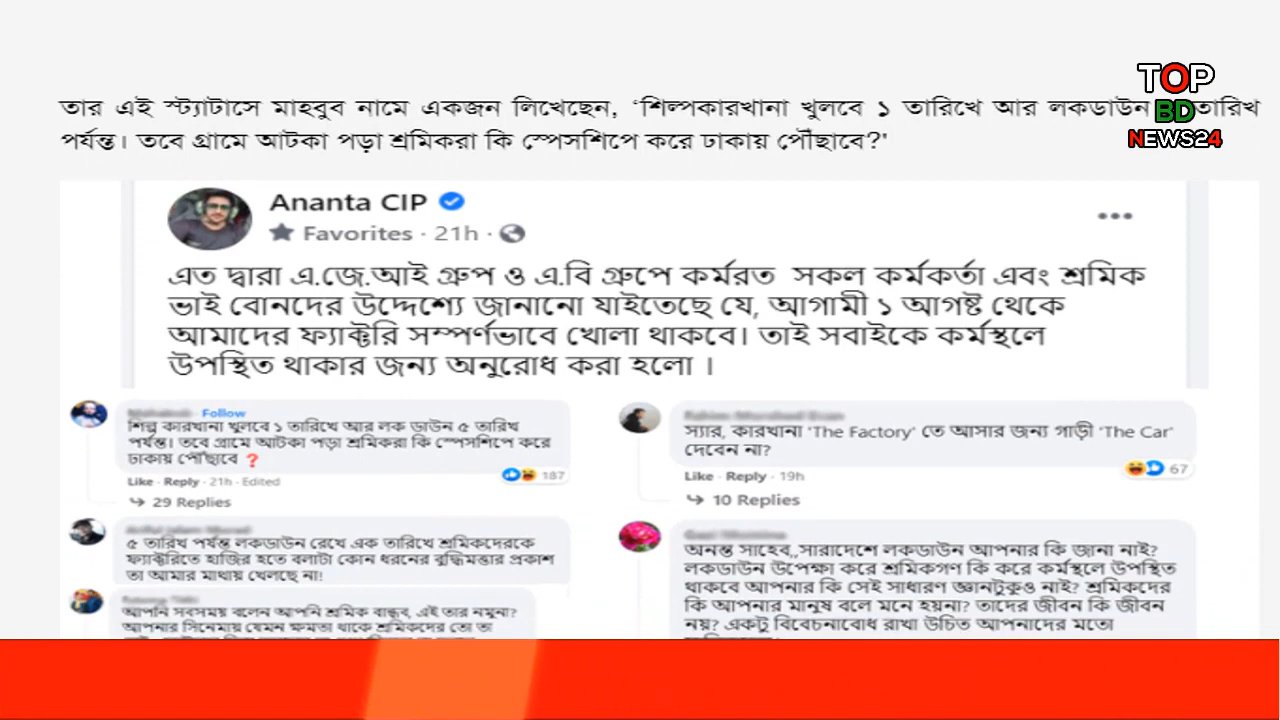 তার এই স্ট্যাটাসে মাহবুব নামে একজন লিখেছেন, ‘শিল্পকারখানা খুলবে ১ তারিখে আর লকডাউন তারিখ
পর্যন্ত। তবে গ্রামে আটকা পড়া শ্রমিকরা কি স্পেসশিপে করে ঢাকায় পৌঁছাবে?'
TOP
BD
NEWS24
Ananta CIP
Favorites · 21h ·
এত দ্বারা এ.জে.আই গ্রুপ ও এ.বি গ্রুপে কর্মরত সকল কর্মকর্তা এবং শ্রমিক
ভাই বোনদের উদ্দেশ্যে জানানো যাইতেছে যে, আগামী ১ আগষ্ট থেকে
আমাদের ফ্যাক্টরি সম্পর্ণভাবে খোলা থাকবে। তাই সবাইকে কর্মস্থলে
উপস্থিত থাকার জন্য অনুরোধ করা হলো ।
Follow
শিল্প কারখানা খুলবে ১ তারিখে আর লক ডাউন ৫ তারিখ
পর্যন্ত। তবে গ্রামে আটকা পড়া শ্রমিকরা কি স্পেসশিপে করে
ঢাকায় পৌঁছাবে ❓
187
Like · Reply · 21h · Edited
29 Replies
৫ তারিখ পর্যন্ত লকডাউন রেখে এক তারিখে শ্রমিকদেরকে
ফ্যাক্টরিতে হাজির হতে বলাটা কোন ধরনের বুদ্ধিমত্তার প্রকাশ
তা আমার মাথায় খেলছে না!
আপনি সবসময় বলেন আপনি শ্রমিক বান্ধব, এই তার নমুনা?
আপনার সিনেমায় যেমন ক্ষমতা থাকে শ্রমিকদের তো তা
স্যার, কারখানা 'The Factory' তে আসার জন্য গাড়ী 'The Car'
দেবেন না?
67
Like · Reply · 19h
10 Replies
অনন্ত সাহেব,,সারাদেশে লকডাউন আপনার কি জানা নাই?
লকডাউন উপেক্ষা করে শ্রমিকগণ কি করে কর্মস্থলে উপস্থিত
থাকবে আপনার কি সেই সাধারণ জ্ঞানটুকুও নাই? শ্রমিকদের
কি আপনার মানুষ বলে মনে হয়না? তাদের জীবন কি জীবন
নয়? একটু বিবেচনাবোধ রাখা উচিত আপনাদের মতো